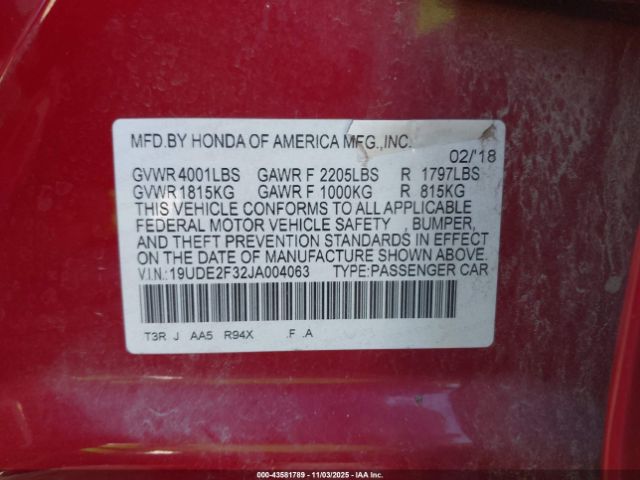 MFD.BY HONDA OF AMERICA MFG.,INC.
02/'18
GVWR 4001LBS GAWR F 2205LBS R 1797LBS
GVWR 1815KG GAWR F 1000KG R 815KG
THIS VEHICLE CONFORMS TO ALL APPLICABLE
FEDERAL MOTOR VEHICLE SAFETY , BUMPER,
AND THEFT PREVENTION STANDARDS IN EFFECT
ON THE DATE OF MANUFACTURE SHOWN ABOVE.
V.I.N.: 19UDE2F32JA004063 TYPE:PASSENGER CAR
T3R J AA5 R94X .F .A
000-43581789 - 11/03/2025 - IAA Inc.